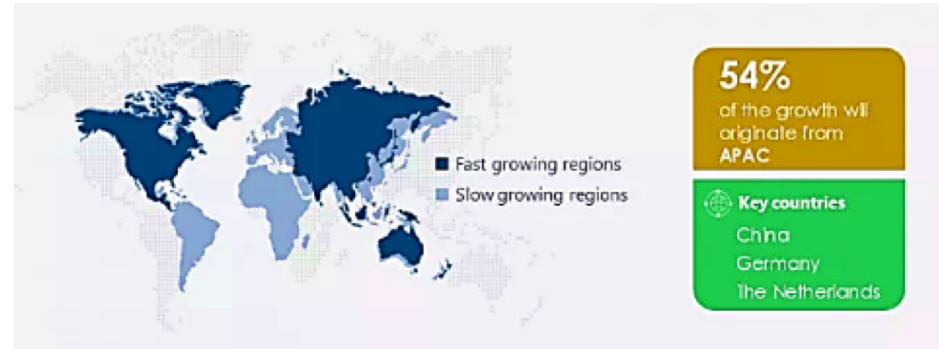 Fast growing regions
Slow growing regions
54%
of the growth will
originate from
APAC
Key countries
China
Germany
The Netherlands